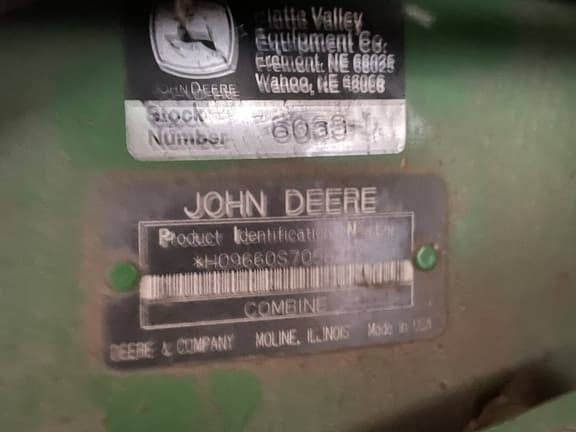 JOHN DEERE
Platte Valley
Equipment Co.
Fremont, NE 68025
Wahoo, NE 68066
Stock
Number
JOHN DEERE
Product Identification
COMBINE
DEERE & COMPANY MOLINE, ILLINOIS Made in USA